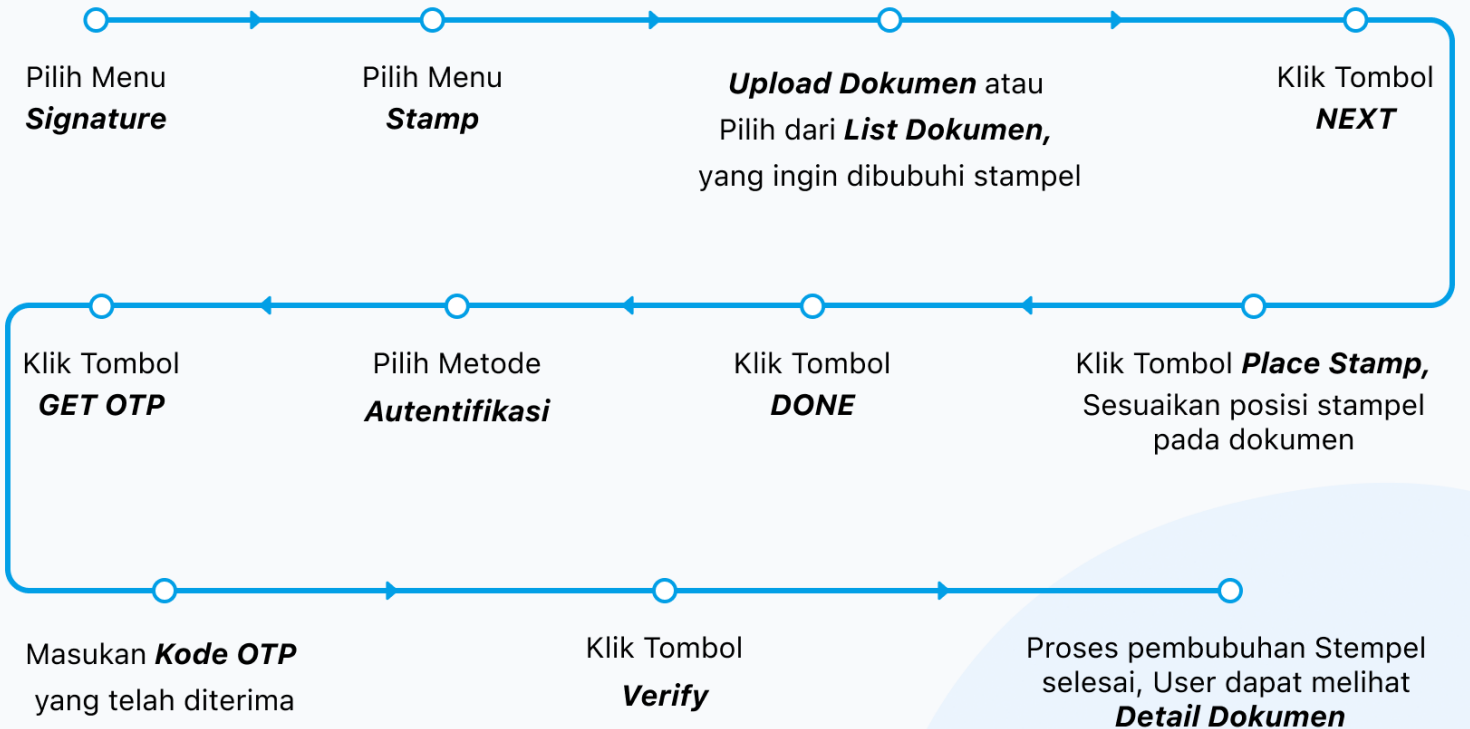 Pilih Menu
Signature
Pilih Menu
Stamp
Upload Dokumen atau
Pilih dari List Dokumen,
yang ingin dibubuhi stampel
Klik Tombol
NEXT
Klik Tombol Place Stamp,
Sesuaikan posisi stampel
pada dokumen
Klik Tombol
DONE
Pilih Metode
Autentifikasi
Klik Tombol
GET OTP
Masukan Kode OTP
yang telah diterima
Klik Tombol
Verify
Proses pembubuhan Stempel
selesai, User dapat melihat
Detail Dokumen